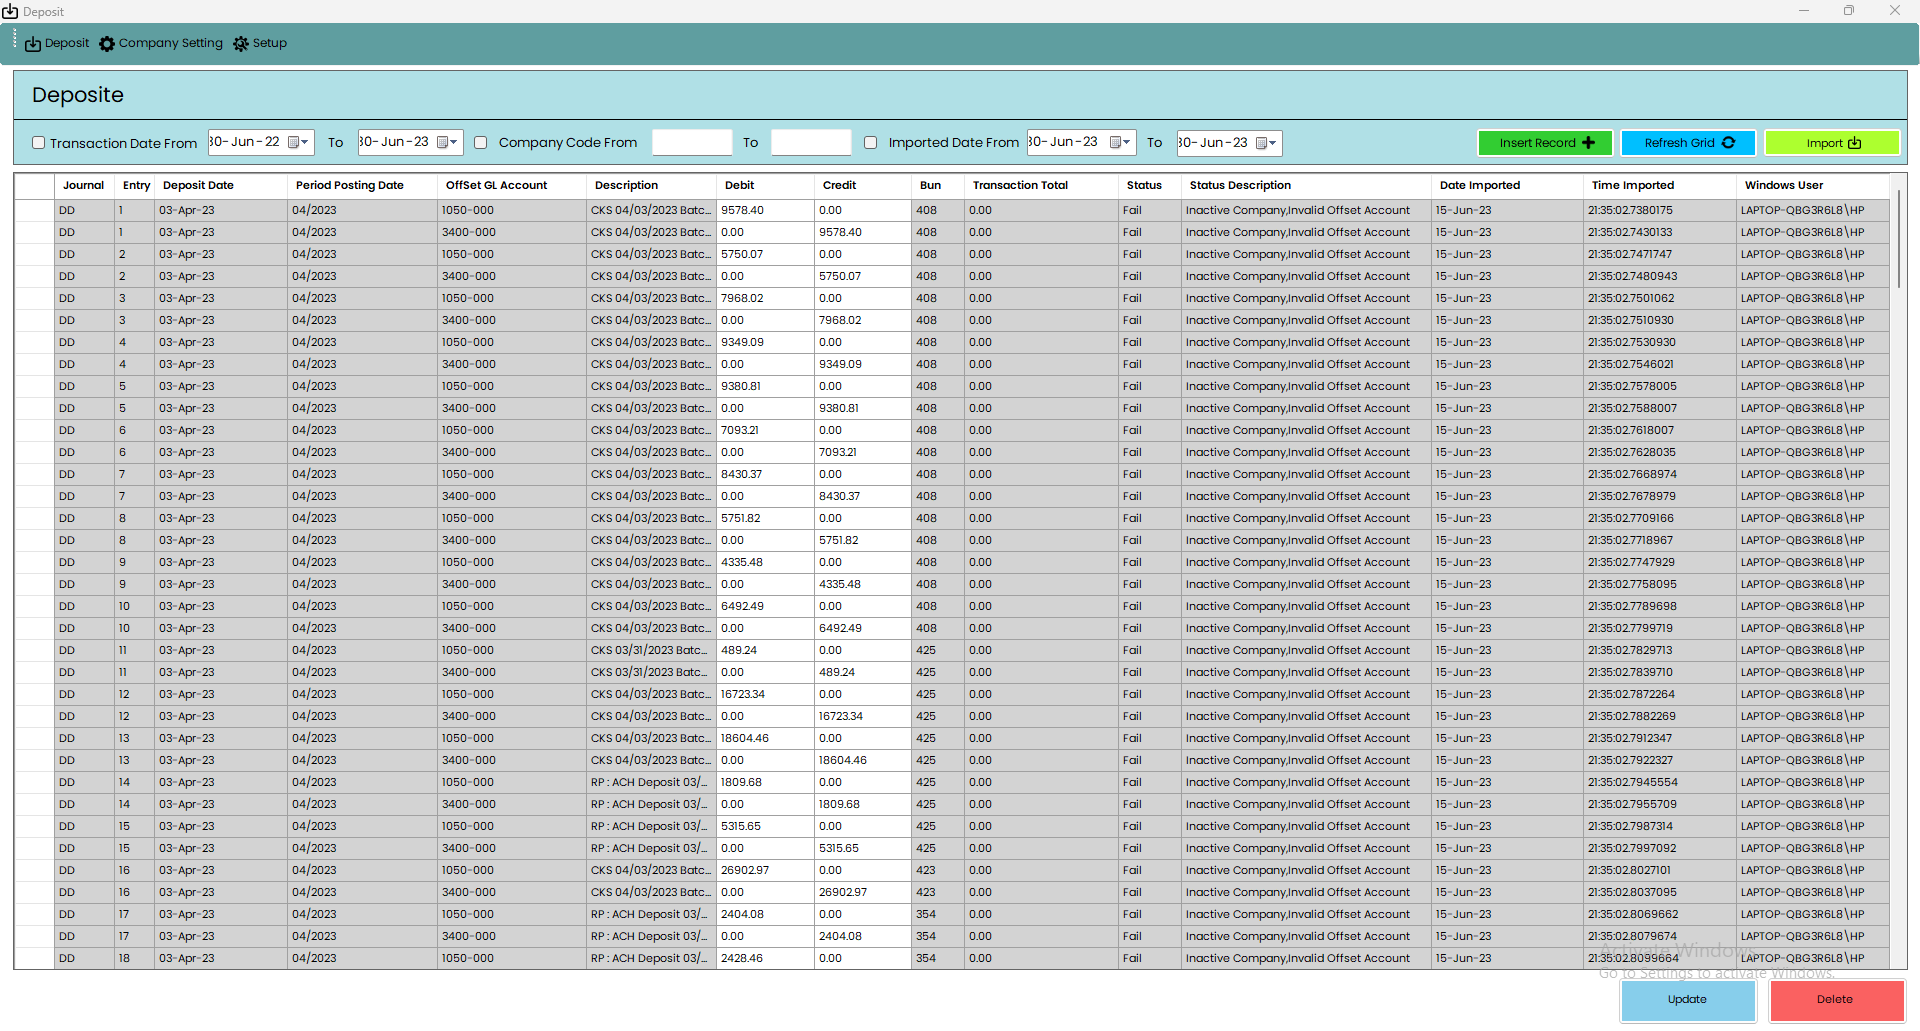 Deposit
Deposit Company Setting Setup
Deposite
Transaction Date From 30-Jun-22 To 30-Jun-23 Company Code From To Imported Date From 30-Jun-23 To 30-Jun-23 Insert Record Refresh Grid Import
Journal Entry Deposit Date Period Posting Date OffSet GL Account Description Debit Credit Bun Transaction Total Status Status Description Date Imported Time Imported Windows User
DD 1 03-Apr-23 04/2023 1050-000 CKS 04/03/2023 Batc... 9578.40 0.00 408 0.00 Fail Inactive Company,Invalid Offset Account 15-Jun-23 21:35:02.7380175 LAPTOP-QBG3R6L8\HP
DD 1 03-Apr-23 04/2023 3400-000 CKS 04/03/2023 Batc... 0.00 9578.40 408 0.00 Fail Inactive Company,Invalid Offset Account 15-Jun-23 21:35:02.7430133 LAPTOP-QBG3R6L8\HP
DD 2 03-Apr-23 04/2023 1050-000 CKS 04/03/2023 Batc... 5750.07 0.00 408 0.00 Fail Inactive Company,Invalid Offset Account 15-Jun-23 21:35:02.7471747 LAPTOP-QBG3R6L8\HP
DD 2 03-Apr-23 04/2023 3400-000 CKS 04/03/2023 Batc... 0.00 5750.07 408 0.00 Fail Inactive Company,Invalid Offset Account 15-Jun-23 21:35:02.7480943 LAPTOP-QBG3R6L8\HP
DD 3 03-Apr-23 04/2023 1050-000 CKS 04/03/2023 Batc... 7968.02 0.00 408 0.00 Fail Inactive Company,Invalid Offset Account 15-Jun-23 21:35:02.7501062 LAPTOP-QBG3R6L8\HP
DD 3 03-Apr-23 04/2023 3400-000 CKS 04/03/2023 Batc... 0.00 7968.02 408 0.00 Fail Inactive Company,Invalid Offset Account 15-Jun-23 21:35:02.7510930 LAPTOP-QBG3R6L8\HP
DD 4 03-Apr-23 04/2023 1050-000 CKS 04/03/2023 Batc... 9349.09 0.00 408 0.00 Fail Inactive Company,Invalid Offset Account 15-Jun-23 21:35:02.7530930 LAPTOP-QBG3R6L8\HP
DD 4 03-Apr-23 04/2023 3400-000 CKS 04/03/2023 Batc... 0.00 9349.09 408 0.00 Fail Inactive Company,Invalid Offset Account 15-Jun-23 21:35:02.7546021 LAPTOP-QBG3R6L8\HP
DD 5 03-Apr-23 04/2023 1050-000 CKS 04/03/2023 Batc... 9380.81 0.00 408 0.00 Fail Inactive Company,Invalid Offset Account 15-Jun-23 21:35:02.7578005 LAPTOP-QBG3R6L8\HP
DD 5 03-Apr-23 04/2023 3400-000 CKS 04/03/2023 Batc... 0.00 9380.81 408 0.00 Fail Inactive Company,Invalid Offset Account 15-Jun-23 21:35:02.7588007 LAPTOP-QBG3R6L8\HP
DD 6 03-Apr-23 04/2023 1050-000 CKS 04/03/2023 Batc... 7093.21 0.00 408 0.00 Fail Inactive Company,Invalid Offset Account 15-Jun-23 21:35:02.7618007 LAPTOP-QBG3R6L8\HP
DD 6 03-Apr-23 04/2023 3400-000 CKS 04/03/2023 Batc... 0.00 7093.21 408 0.00 Fail Inactive Company,Invalid Offset Account 15-Jun-23 21:35:02.7628035 LAPTOP-QBG3R6L8\HP
DD 7 03-Apr-23 04/2023 1050-000 CKS 04/03/2023 Batc... 8430.37 0.00 408 0.00 Fail Inactive Company,Invalid Offset Account 15-Jun-23 21:35:02.7668974 LAPTOP-QBG3R6L8\HP
DD 7 03-Apr-23 04/2023 3400-000 CKS 04/03/2023 Batc... 0.00 8430.37 408 0.00 Fail Inactive Company,Invalid Offset Account 15-Jun-23 21:35:02.7678979 LAPTOP-QBG3R6L8\HP
DD 8 03-Apr-23 04/2023 1050-000 CKS 04/03/2023 Batc... 5751.82 0.00 408 0.00 Fail Inactive Company,Invalid Offset Account 15-Jun-23 21:35:02.7709166 LAPTOP-QBG3R6L8\HP
DD 8 03-Apr-23 04/2023 3400-000 CKS 04/03/2023 Batc... 0.00 5751.82 408 0.00 Fail Inactive Company,Invalid Offset Account 15-Jun-23 21:35:02.7718967 LAPTOP-QBG3R6L8\HP
DD 9 03-Apr-23 04/2023 1050-000 CKS 04/03/2023 Batc... 4335.48 0.00 408 0.00 Fail Inactive Company,Invalid Offset Account 15-Jun-23 21:35:02.7747929 LAPTOP-QBG3R6L8\HP
DD 9 03-Apr-23 04/2023 3400-000 CKS 04/03/2023 Batc... 0.00 4335.48 408 0.00 Fail Inactive Company,Invalid Offset Account 15-Jun-23 21:35:02.7758095 LAPTOP-QBG3R6L8\HP
DD 10 03-Apr-23 04/2023 1050-000 CKS 04/03/2023 Batc... 6492.49 0.00 408 0.00 Fail Inactive Company,Invalid Offset Account 15-Jun-23 21:35:02.7789698 LAPTOP-QBG3R6L8\HP
DD 10 03-Apr-23 04/2023 3400-000 CKS 04/03/2023 Batc... 0.00 6492.49 408 0.00 Fail Inactive Company,Invalid Offset Account 15-Jun-23 21:35:02.7799719 LAPTOP-QBG3R6L8\HP
DD 11 03-Apr-23 04/2023 1050-000 CKS 03/31/2023 Batc... 489.24 0.00 425 0.00 Fail Inactive Company,Invalid Offset Account 15-Jun-23 21:35:02.7829713 LAPTOP-QBG3R6L8\HP
DD 11 03-Apr-23 04/2023 3400-000 CKS 03/31/2023 Batc... 0.00 489.24 425 0.00 Fail Inactive Company,Invalid Offset Account 15-Jun-23 21:35:02.7839710 LAPTOP-QBG3R6L8\HP
DD 12 03-Apr-23 04/2023 1050-000 CKS 04/03/2023 Batc... 16723.34 0.00 425 0.00 Fail Inactive Company,Invalid Offset Account 15-Jun-23 21:35:02.7872264 LAPTOP-QBG3R6L8\HP
DD 12 03-Apr-23 04/2023 3400-000 CKS 04/03/2023 Batc... 0.00 16723.34 425 0.00 Fail Inactive Company,Invalid Offset Account 15-Jun-23 21:35:02.7882269 LAPTOP-QBG3R6L8\HP
DD 13 03-Apr-23 04/2023 1050-000 CKS 04/03/2023 Batc... 18604.46 0.00 425 0.00 Fail Inactive Company,Invalid Offset Account 15-Jun-23 21:35:02.7912347 LAPTOP-QBG3R6L8\HP
DD 13 03-Apr-23 04/2023 3400-000 CKS 04/03/2023 Batc... 0.00 18604.46 425 0.00 Fail Inactive Company,Invalid Offset Account 15-Jun-23 21:35:02.7922327 LAPTOP-QBG3R6L8\HP
DD 14 03-Apr-23 04/2023 1050-000 RP : ACH Deposit 03/... 1809.68 0.00 425 0.00 Fail Inactive Company,Invalid Offset Account 15-Jun-23 21:35:02.7945554 LAPTOP-QBG3R6L8\HP
DD 14 03-Apr-23 04/2023 3400-000 RP : ACH Deposit 03/... 0.00 1809.68 425 0.00 Fail Inactive Company,Invalid Offset Account 15-Jun-23 21:35:02.7955709 LAPTOP-QBG3R6L8\HP
DD 15 03-Apr-23 04/2023 1050-000 RP : ACH Deposit 03/... 5315.65 0.00 425 0.00 Fail Inactive Company,Invalid Offset Account 15-Jun-23 21:35:02.7987314 LAPTOP-QBG3R6L8\HP
DD 15 03-Apr-23 04/2023 3400-000 RP : ACH Deposit 03/... 0.00 5315.65 425 0.00 Fail Inactive Company,Invalid Offset Account 15-Jun-23 21:35:02.7997092 LAPTOP-QBG3R6L8\HP
DD 16 03-Apr-23 04/2023 1050-000 CKS 04/03/2023 Batc... 26902.97 0.00 423 0.00 Fail Inactive Company,Invalid Offset Account 15-Jun-23 21:35:02.8027101 LAPTOP-QBG3R6L8\HP
DD 16 03-Apr-23 04/2023 3400-000 CKS 04/03/2023 Batc... 0.00 26902.97 423 0.00 Fail Inactive Company,Invalid Offset Account 15-Jun-23 21:35:02.8037095 LAPTOP-QBG3R6L8\HP
DD 17 03-Apr-23 04/2023 1050-000 RP : ACH Deposit 03/... 2404.08 0.00 354 0.00 Fail Inactive Company,Invalid Offset Account 15-Jun-23 21:35:02.8069662 LAPTOP-QBG3R6L8\HP
DD 17 03-Apr-23 04/2023 3400-000 RP : ACH Deposit 03/... 0.00 2404.08 354 0.00 Fail Inactive Company,Invalid Offset Account 15-Jun-23 21:35:02.8079674 LAPTOP-QBG3R6L8\HP
DD 18 03-Apr-23 04/2023 1050-000 RP : ACH Deposit 03/... 2428.46 0.00 354 0.00 Fail Inactive Company,Invalid Offset Account 15-Jun-23 21:35:02.8099664 LAPTOP-QBG3R6L8\HP
Activate Windows
Go to Settings to activate Windows.
Update Delete